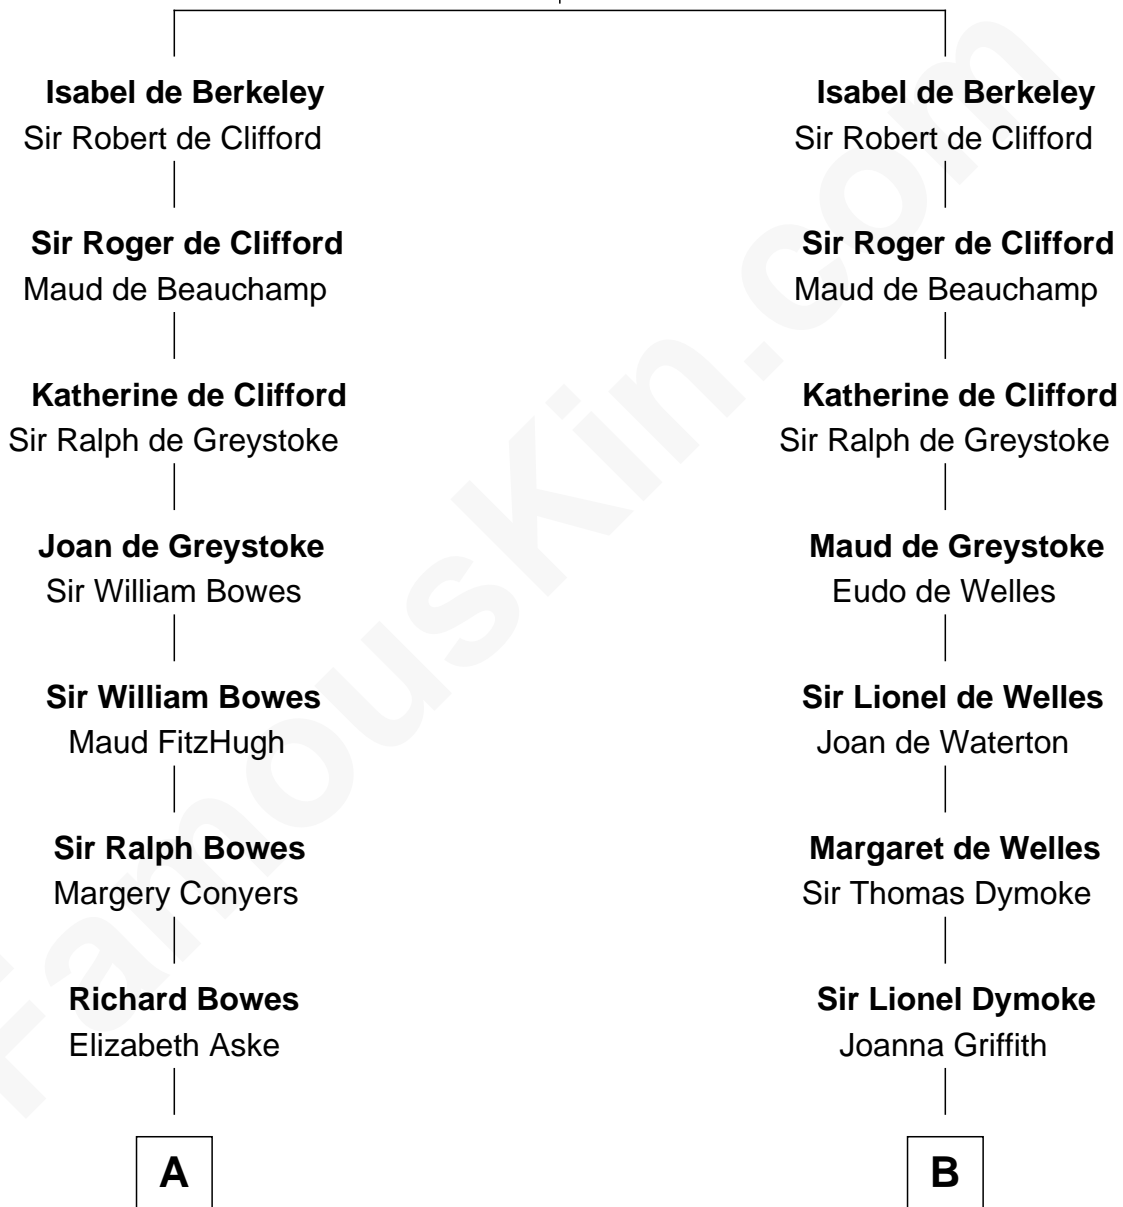 Isabel de Berkeley
Sir Robert de Clifford
Sir Roger de Clifford
Maud de Beauchamp
Katherine de Clifford
Sir Ralph de Greystoke
Joan de Greystoke
Sir William Bowes
Sir William Bowes
Maud FitzHugh
Sir Ralph Bowes
Margery Conyers
Richard Bowes
Elizabeth Aske
A
Isabel de Berkeley
Sir Robert de Clifford
Sir Roger de Clifford
Maud de Beauchamp
Katherine de Clifford
Sir Ralph de Greystoke
Maud de Greystoke
Eudo de Welles
Sir Lionel de Welles
Joan de Waterton
Margaret de Welles
Sir Thomas Dymoke
Sir Lionel Dymoke
Joanna Griffith
B
FamousKin.com